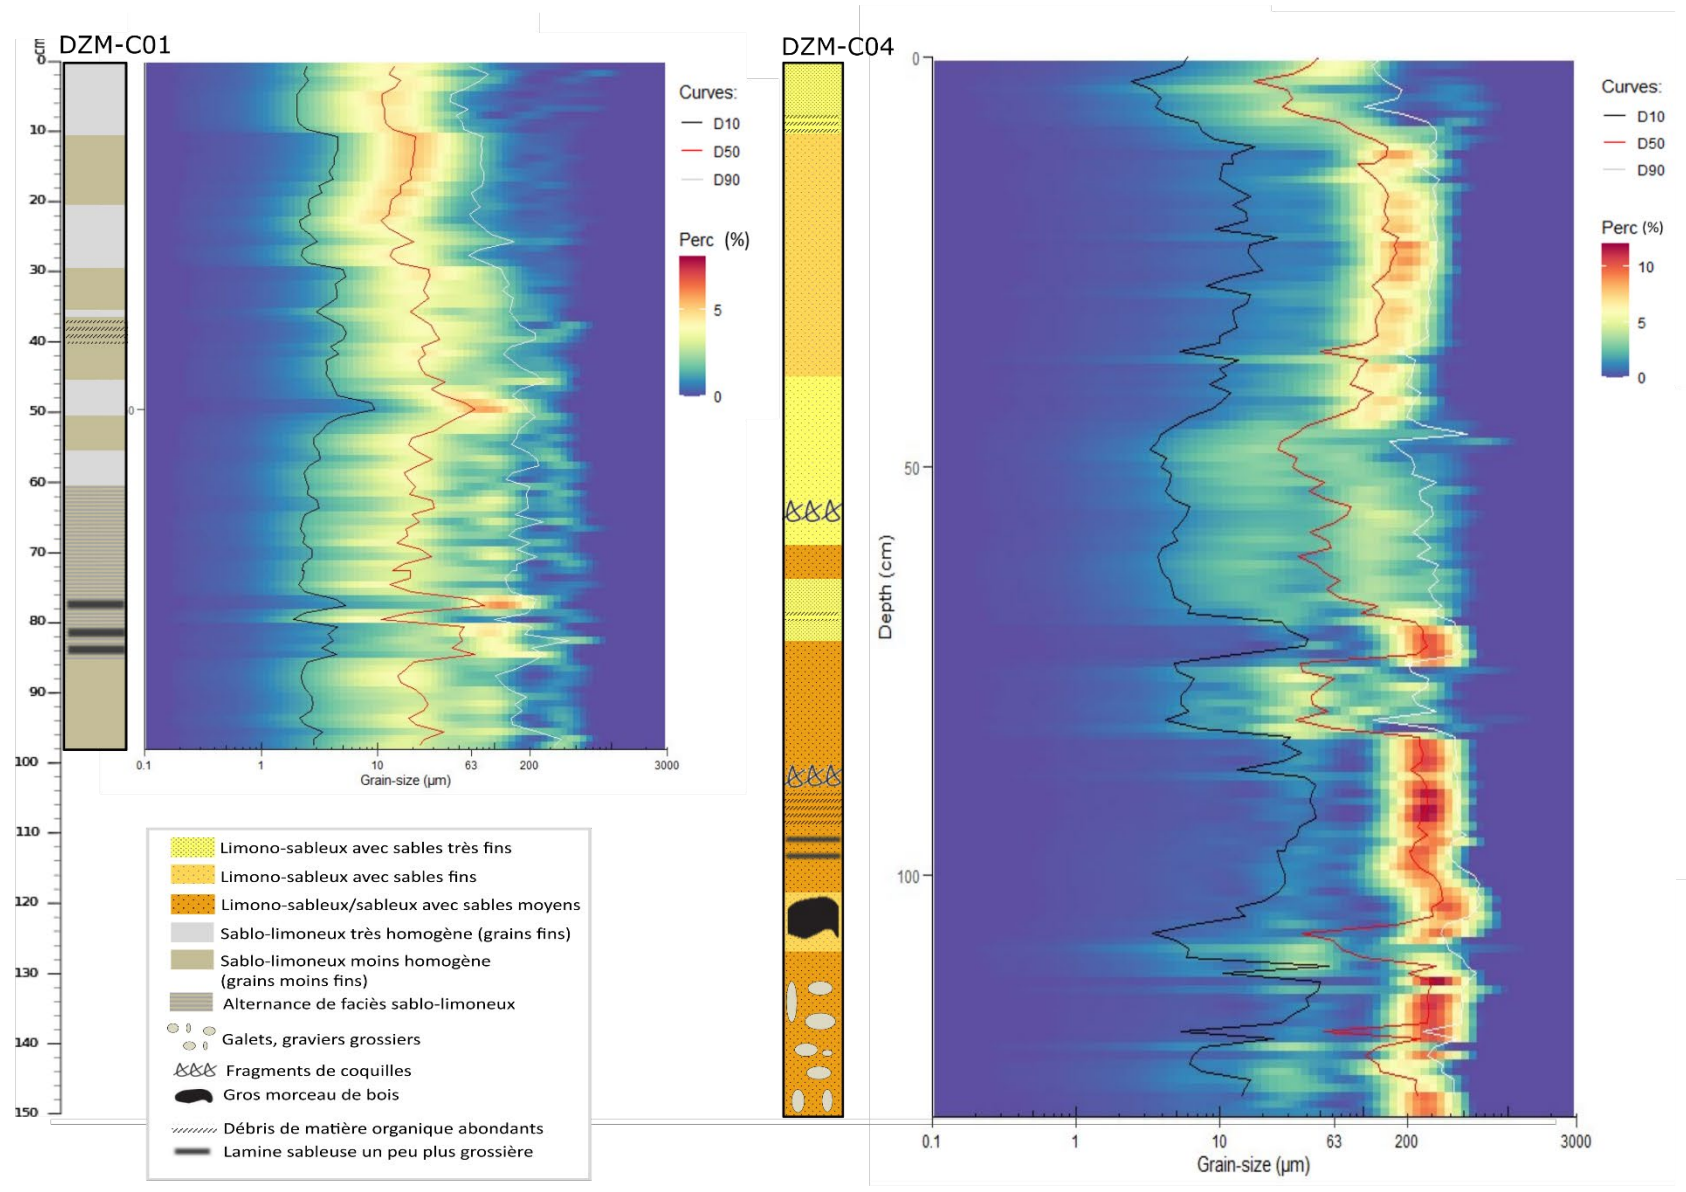 cm
DZM-C01
0
10
20
30
40
50
60
70
80
90
100
110
120
130
140
150
0
Curves:
D10
D50
D90
Perc (%)
5
0
0.1 1 10 63 200 3000
Grain-size (µm)
Limono-sableux avec sables très fins
Limono-sableux avec sables fins
Limono-sableux/sableux avec sables moyens
Sablo-limoneux très homogène (grains fins)
Sablo-limoneux moins homogène
(grains moins fins)
Alternance de faciès sablo-limoneux
Galets, graviers grossiers
Fragments de coquilles
Gros morceau de bois
Débris de matière organique abondants
Lamine sableuse un peu plus grossière
DZM-C04
0
50
100
Depth (cm)
Curves:
D10
D50
D90
Perc (%)
10
5
0
0.1 1 10 63 200 3000
Grain-size (µm)